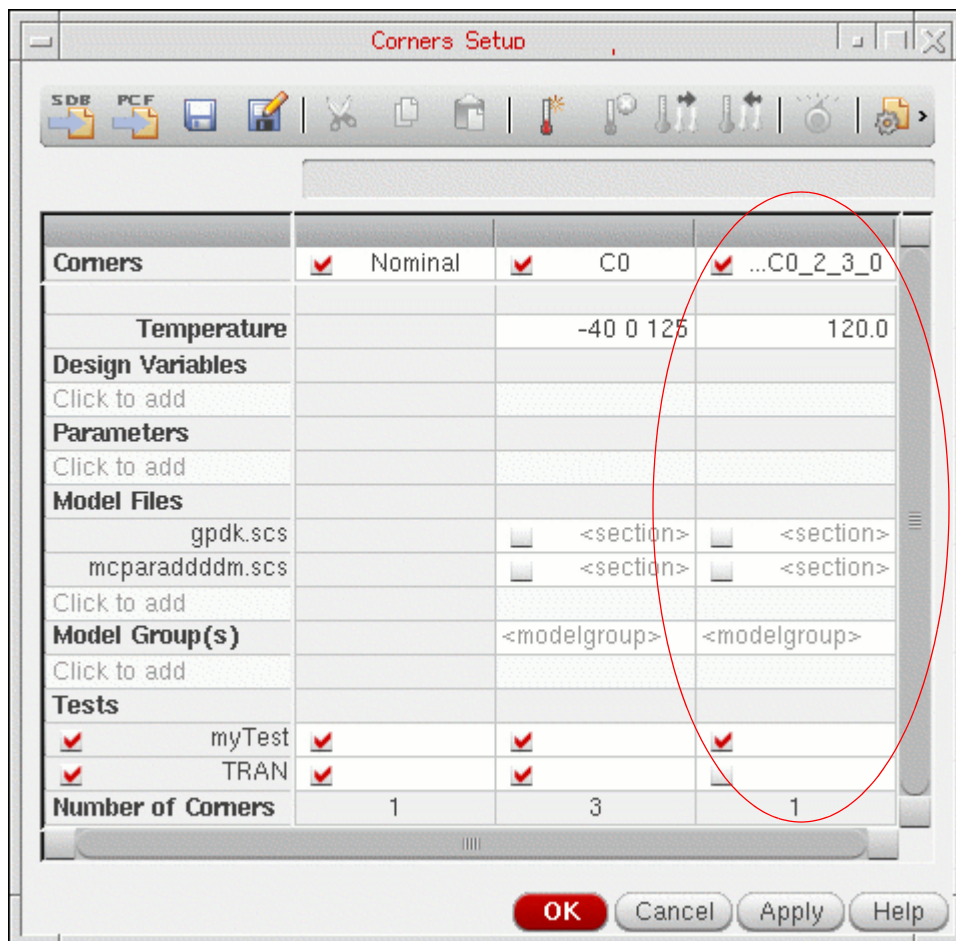 Corners Setup
SDB PCF
Corners Nominal C0 ...C0_2_3_0
Temperature -40 0 125 120.0
Design Variables
Click to add
Parameters
Click to add
Model Files
gpdk.scs <section> <section>
mcparaddddm.scs <section> <section>
Click to add
Model Group(s) <modelgroup> <modelgroup>
Click to add
Tests
myTest
TRAN
Number of Corners 1 3 1
OK Cancel Apply Help